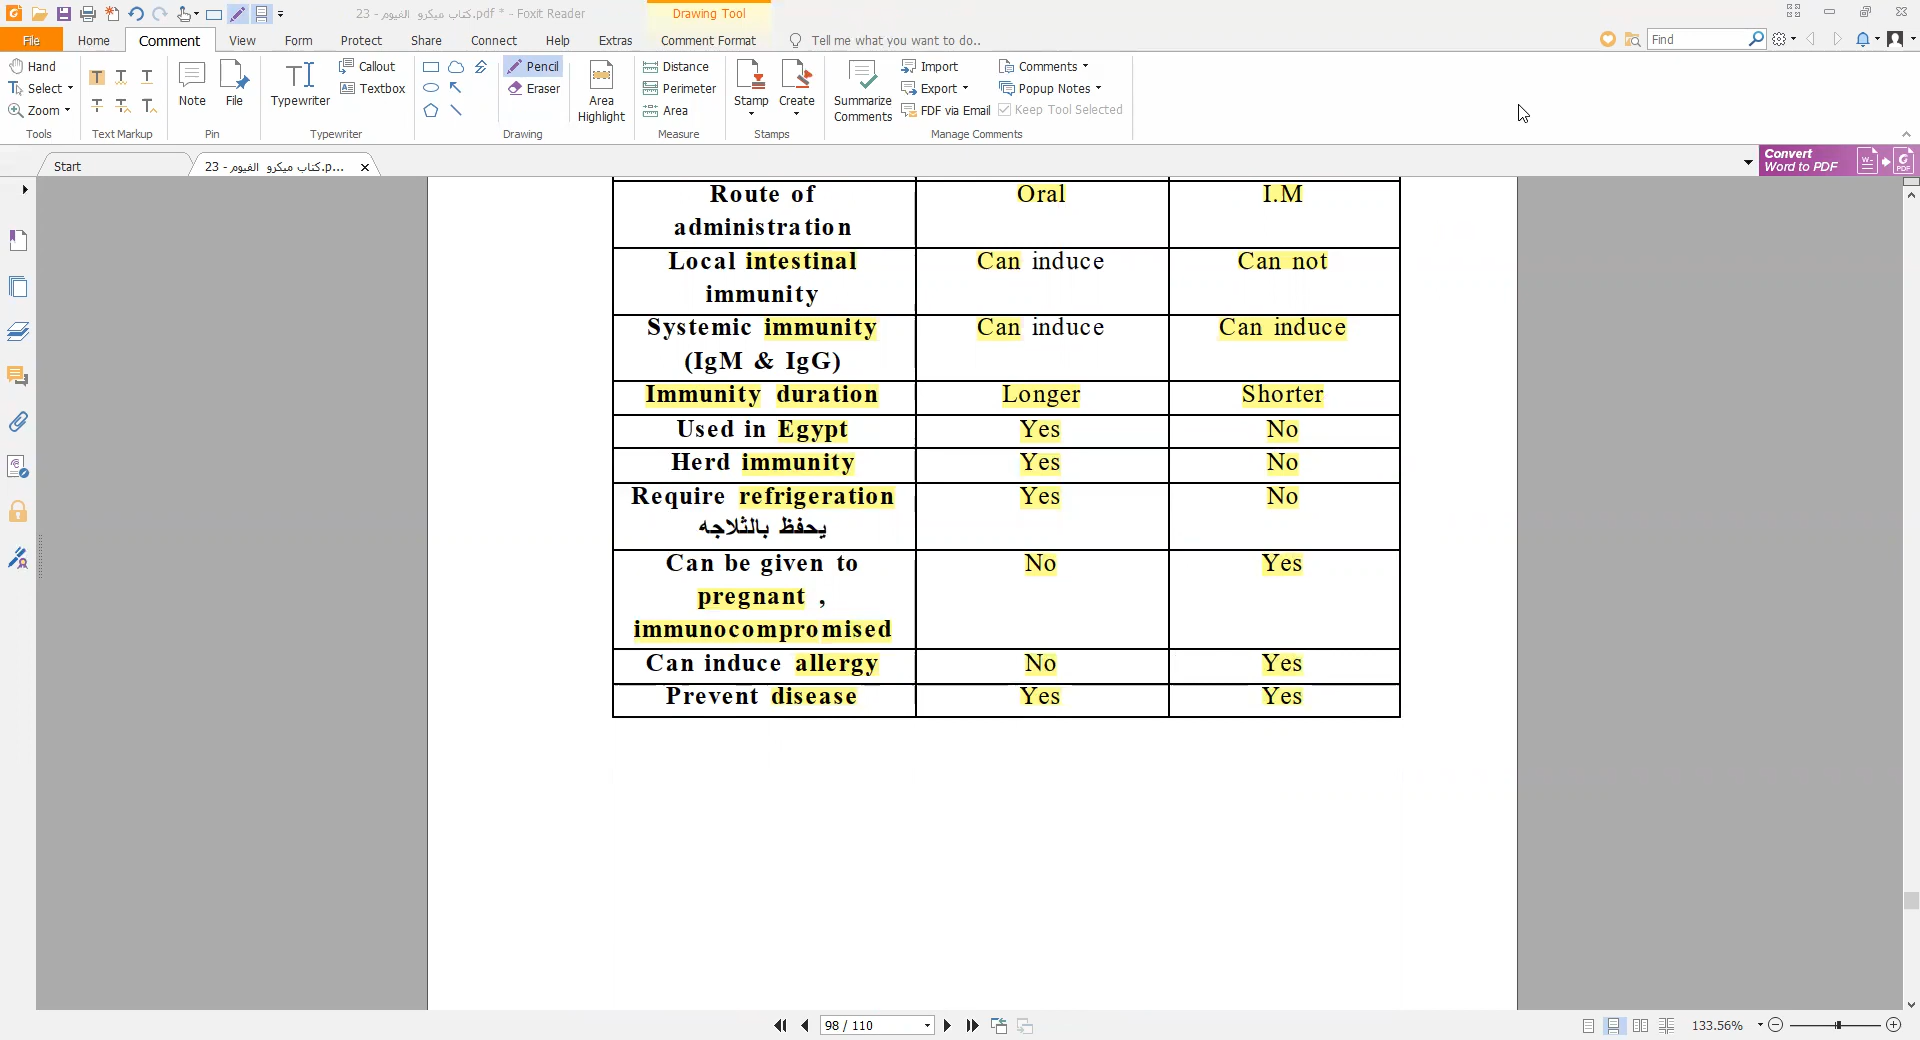 كتاب ميكرو الفيوم - 23.pdf * - Foxit Reader
Drawing Tool
File Home Comment View Form Protect Share Connect Help Extras Comment Format Tell me what you want to do..
Find
Hand
Select
Zoom
Tools
Text Markup
Note
File
Pin
Typewriter
Callout
Textbox
Typewriter
Pencil
Eraser
Drawing
Area
Highlight
Distance
Perimeter
Area
Measure
Stamp
Create
Stamps
Summarize
Comments
Import
Export
FDF via Email
Comments
Popup Notes
Keep Tool Selected
Manage Comments
Start
كتاب ميكرو الفيوم - 23.p...
Convert
Word to PDF
Route of Oral I.M
administration
Local intestinal Can induce Can not
immunity
Systemic immunity Can induce Can induce
(IgM & IgG)
Immunity duration Longer Shorter
Used in Egypt Yes No
Herd immunity Yes No
Require refrigeration Yes No
يحفظ بالثلاجه
Can be given to No Yes
pregnant ,
immunocompromised
Can induce allergy No Yes
Prevent disease Yes Yes
98 / 110
133.56%